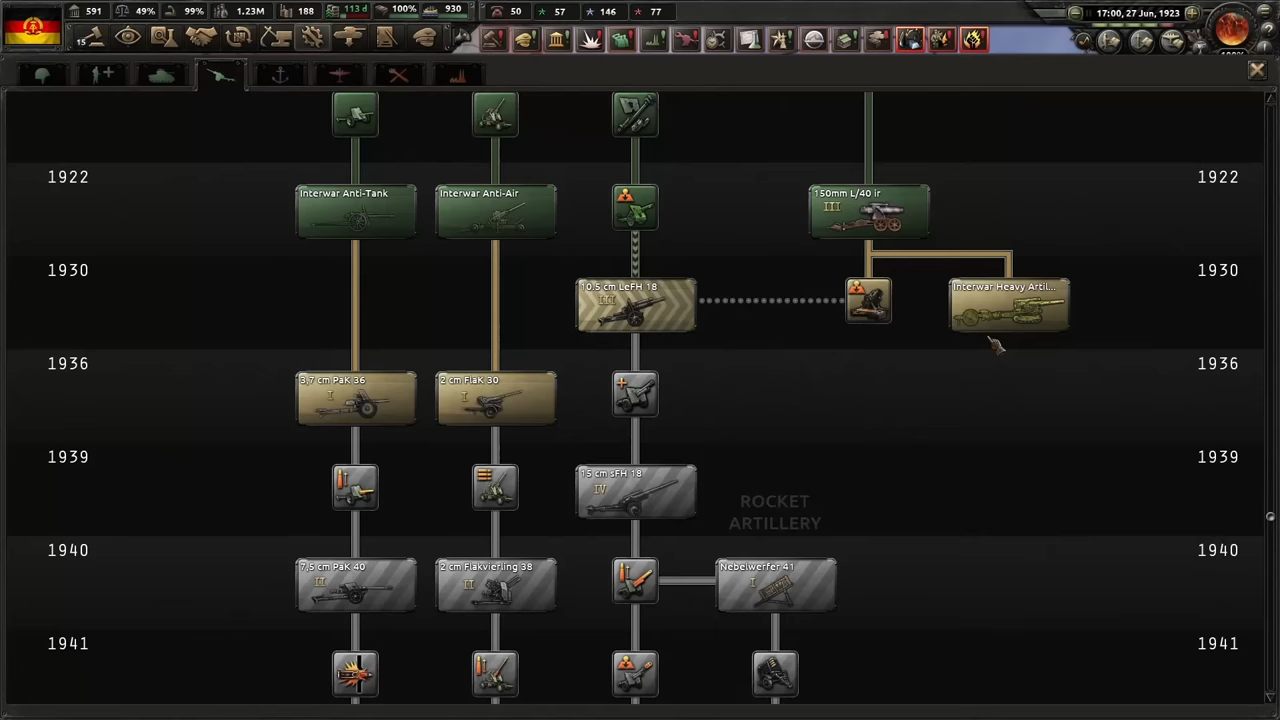 591 49% 99% 1.23M 188 113 d 100% 930 50 57 146 77 17:00, 27 Jun, 1923
15
100%
1922 Interwar Anti-Tank Interwar Anti-Air 150mm L/40 ir 1922
III
1930 10,5 cm LeFH 18 Interwar Heavy Artil... 1930
III
1936 3,7 cm PaK 36 2 cm FlaK 30 1936
I I
1939 15 cm sFH 18 1939
IV
ROCKET
ARTILLERY
1940 7,5 cm PaK 40 2 cm Flakvierling 38 Nebelwerfer 41 1940
II II I
1941 1941